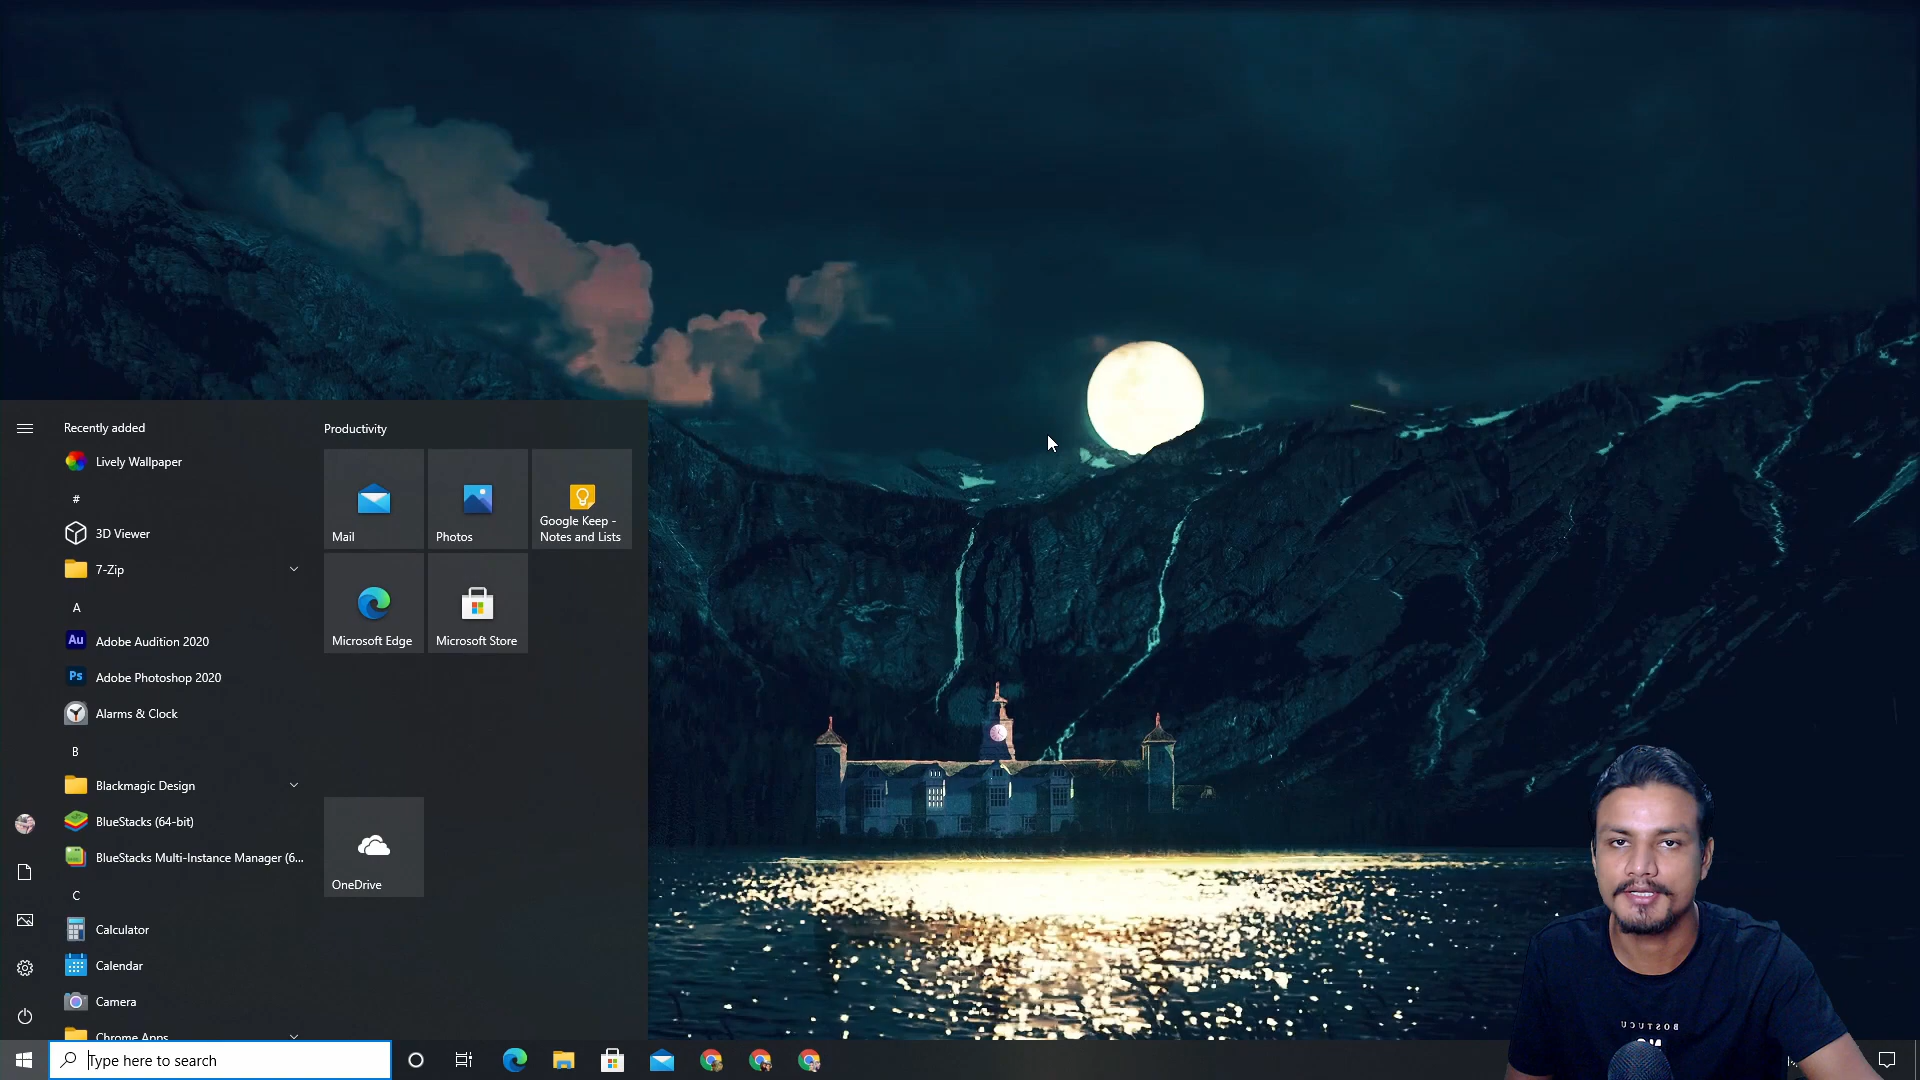 Recently added
Lively Wallpaper
#
3D Viewer
7-Zip
A
Au
Adobe Audition 2020
Ps
Adobe Photoshop 2020
Alarms & Clock
B
Blackmagic Design
BlueStacks (64-bit)
BlueStacks Multi-Instance Manager (6...
C
Calculator
Calendar
Camera
Chrome Apps
Productivity
Mail
Photos
Google Keep -
Notes and Lists
Microsoft Edge
Microsoft Store
OneDrive
Type here to search